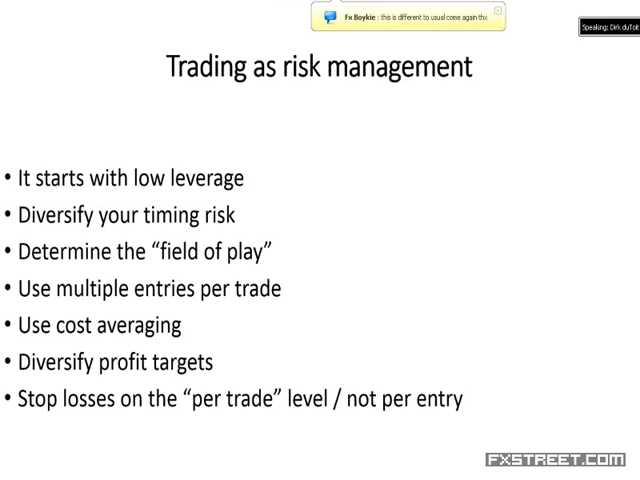 Fx Boykie : this is different to usual come again thx
Speaking: Dirk duToit
Trading as risk management
• It starts with low leverage
• Diversify your timing risk
• Determine the “field of play”
• Use multiple entries per trade
• Use cost averaging
• Diversify profit targets
• Stop losses on the “per trade” level / not per entry
FXSTREET.COM